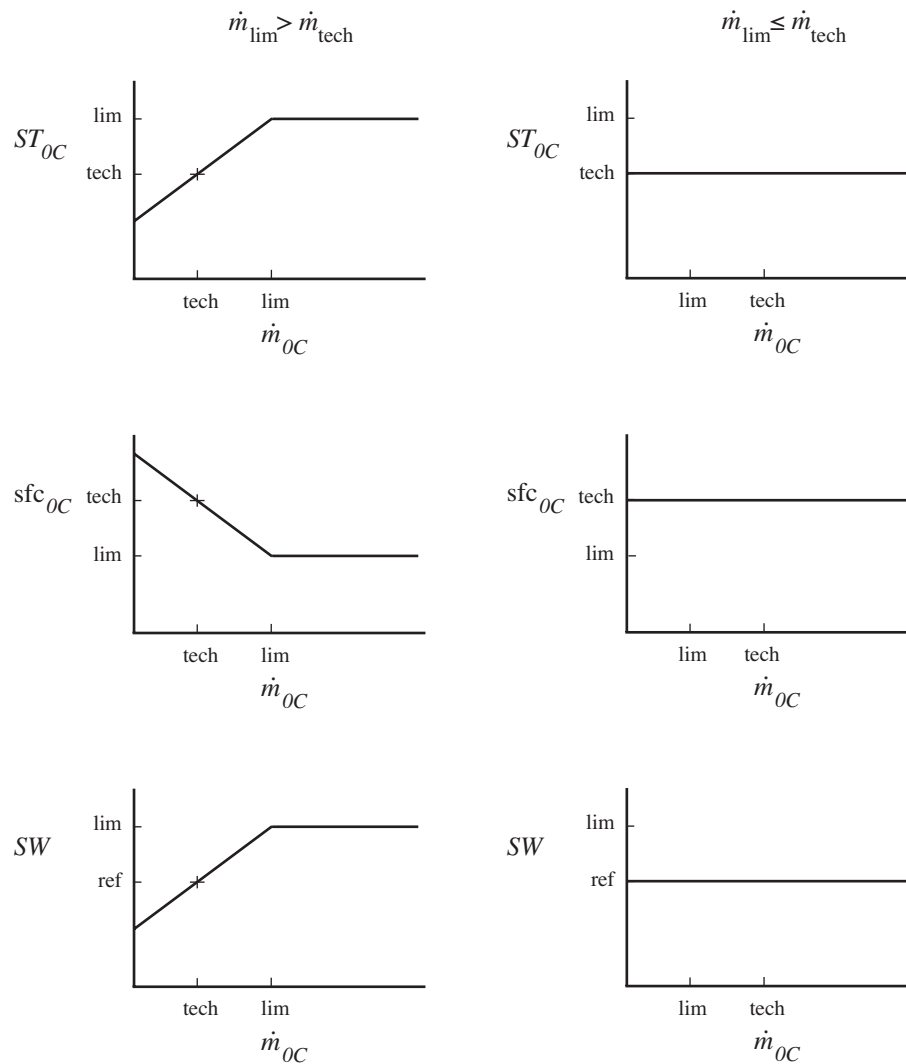 ṁlim > ṁtech
ṁlim ≤ ṁtech
ST0C
lim
tech
tech
lim
ṁ0C
ST0C
lim
tech
lim
tech
ṁ0C
sfc0C
tech
lim
tech
lim
ṁ0C
sfc0C
tech
lim
lim
tech
ṁ0C
SW
lim
ref
tech
lim
ṁ0C
SW
lim
ref
lim
tech
ṁ0C